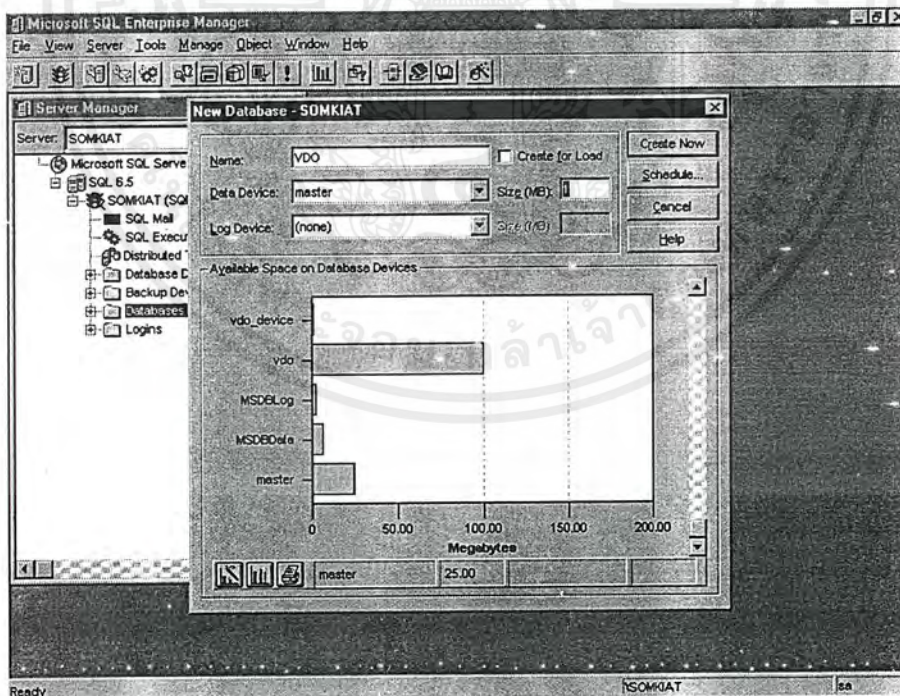 Microsoft SQL Enterprise Manager
File View Server Tools Manage Object Window Help
Server Manager
Server: SOMKIAT
Microsoft SQL Serve
SQL 6.5
SOMKIAT (SQL
SQL Mail
SQL Execu
Distributed T
Database D
Backup Dev
Databases
Logins
New Database - SOMKIAT
Name: VDO
Create for Load
Data Device: master
Size (MB):
Log Device: (none)
Size (MB):
Create Now
Schedule...
Cancel
Help
Available Space on Database Devices
vdo_device
vdo
MSDBLog
MSDBData
master
0 50.00 100.00 150.00 200.00
Megabytes
master 25.00
Ready
\\SOMKIAT
sa